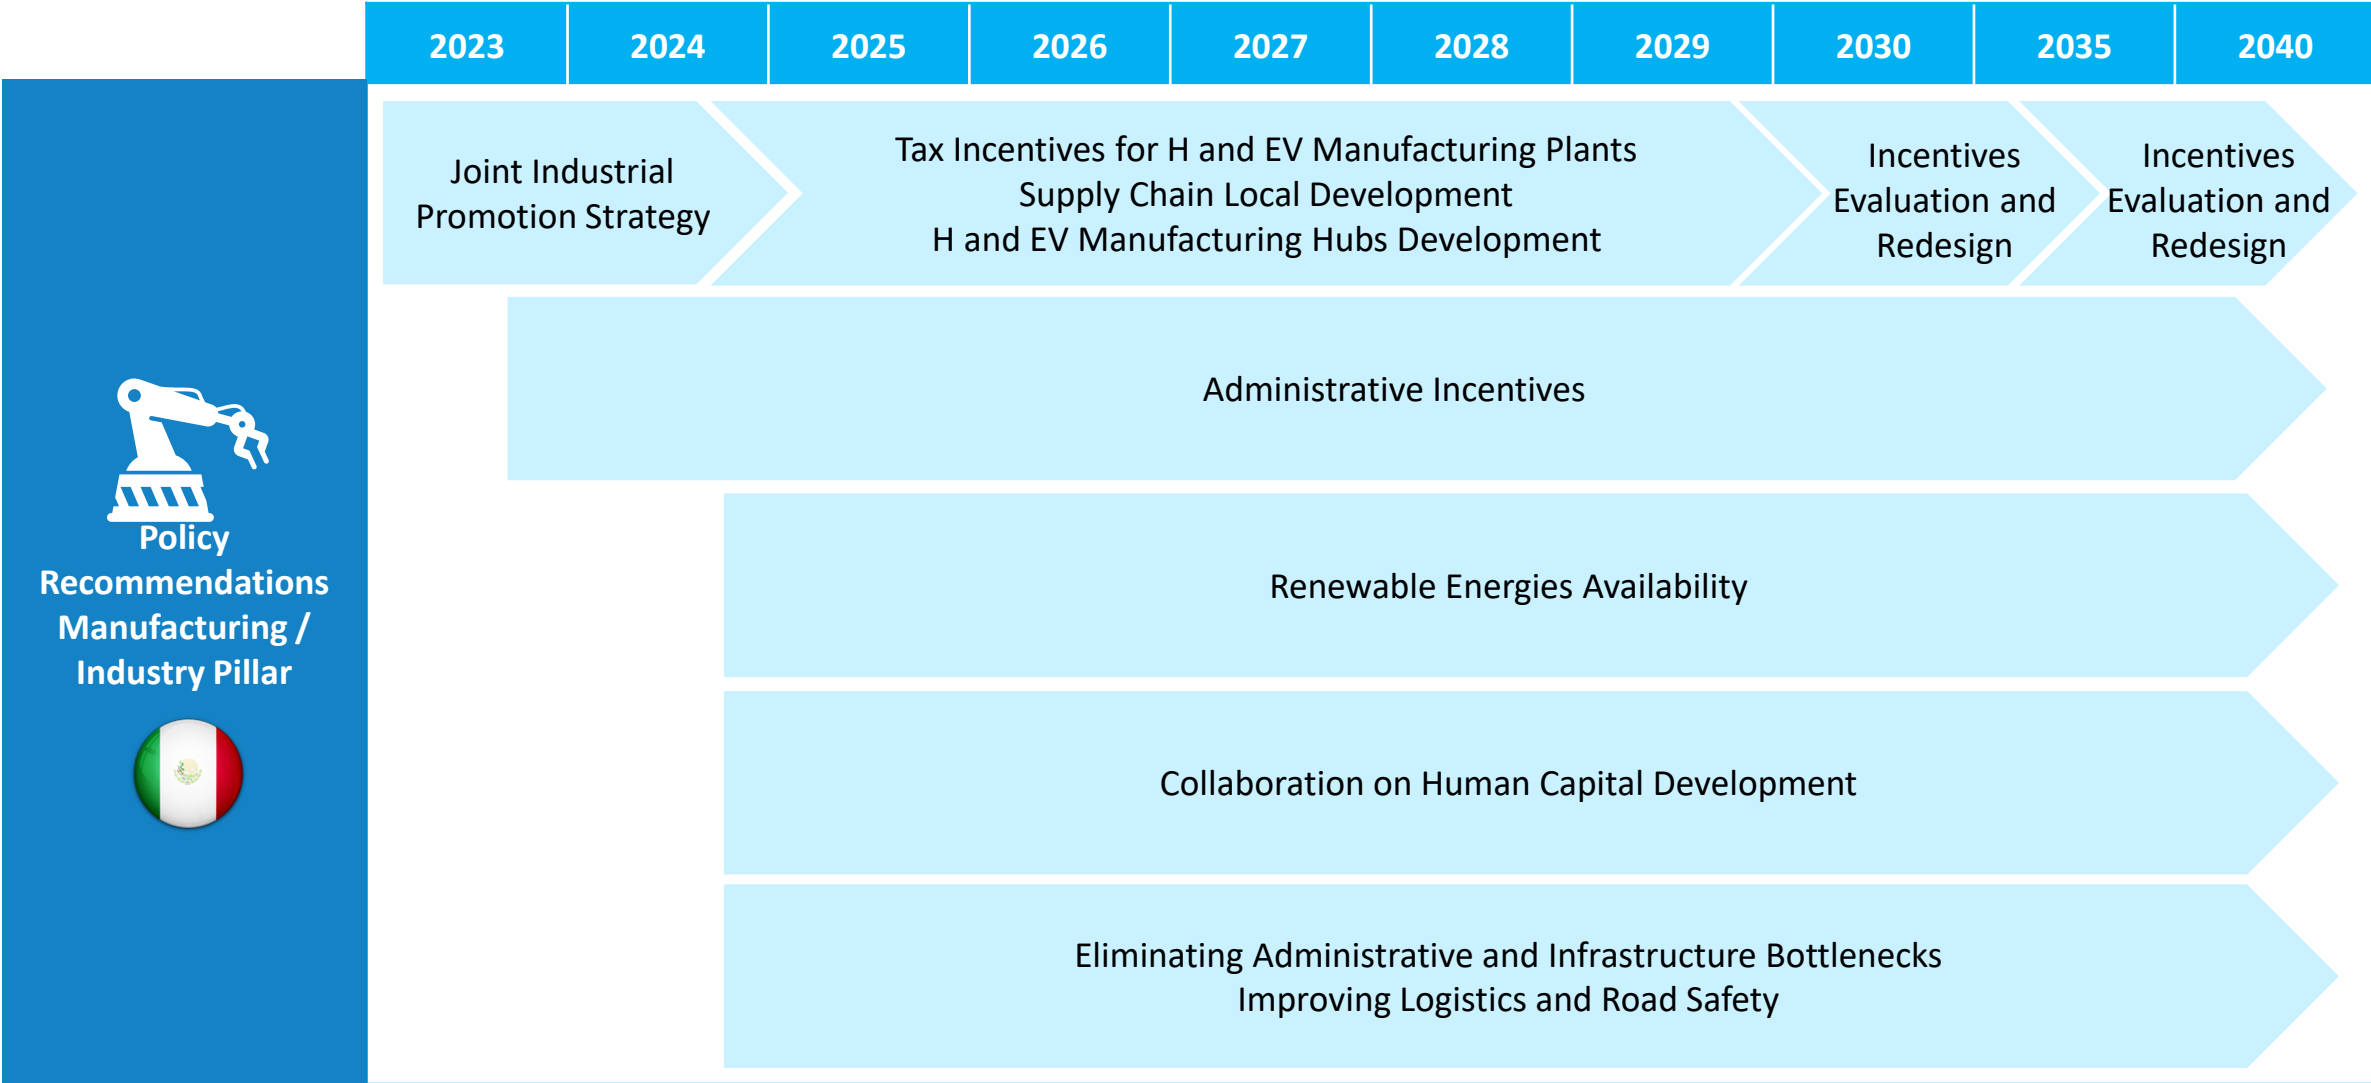 2023 2024 2025 2026 2027 2028 2029 2030 2035 2040
Policy
Recommendations
Manufacturing /
Industry Pillar
Joint Industrial
Promotion Strategy
Tax Incentives for H and EV Manufacturing Plants
Supply Chain Local Development
H and EV Manufacturing Hubs Development
Incentives
Evaluation and
Redesign
Incentives
Evaluation and
Redesign
Administrative Incentives
Renewable Energies Availability
Collaboration on Human Capital Development
Eliminating Administrative and Infrastructure Bottlenecks
Improving Logistics and Road Safety